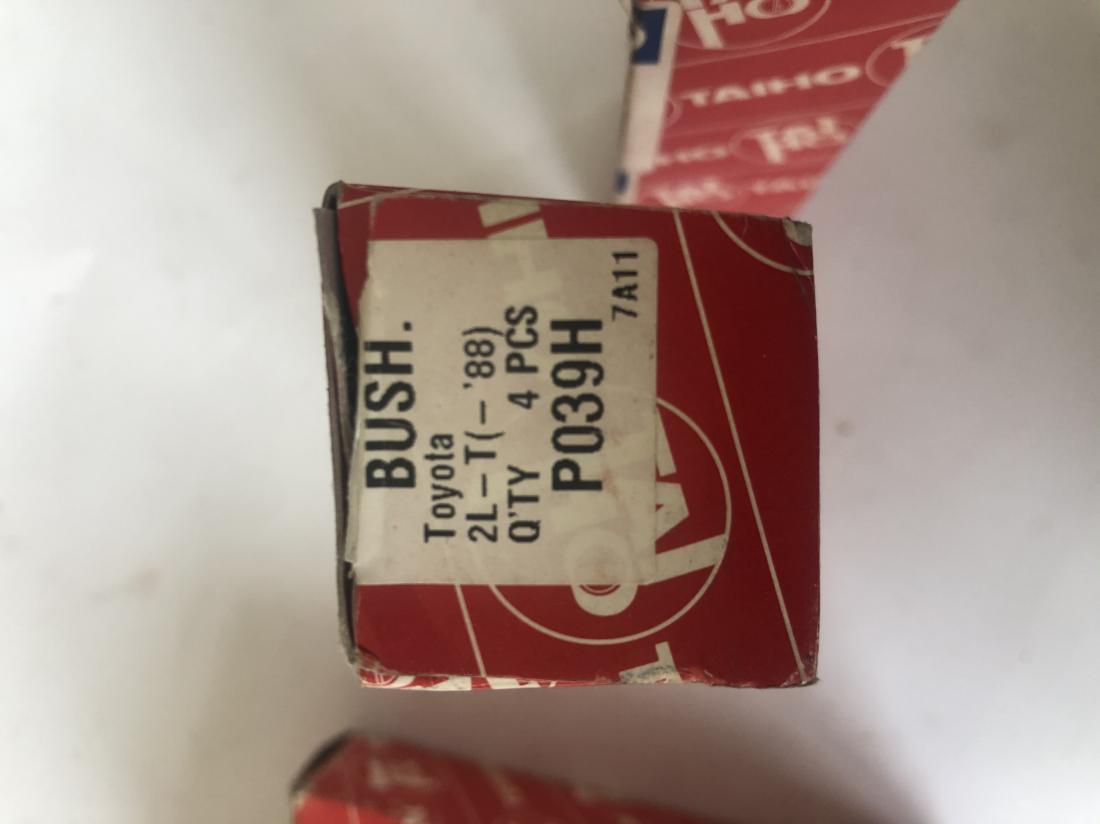 BUSH.
Toyota
2L-T(-'88)
Q'TY 4 PCS
P039H
7A11
TAIHO